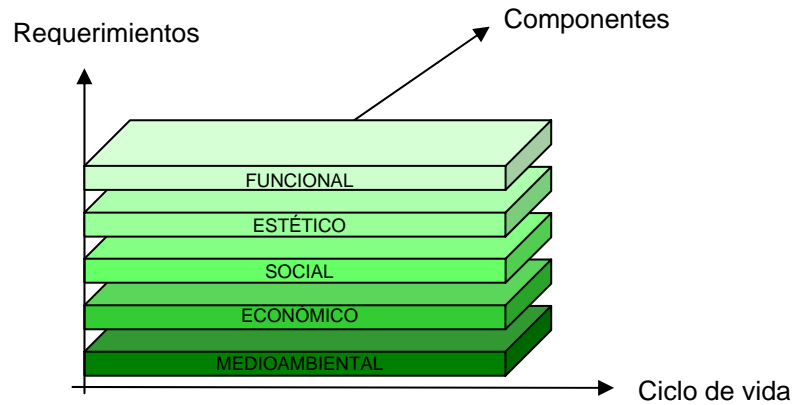 Componentes
Requerimientos
FUNCIONAL
ESTÉTICO
SOCIAL
ECONÓMICO
MEDIOAMBIENTAL
Ciclo de vida